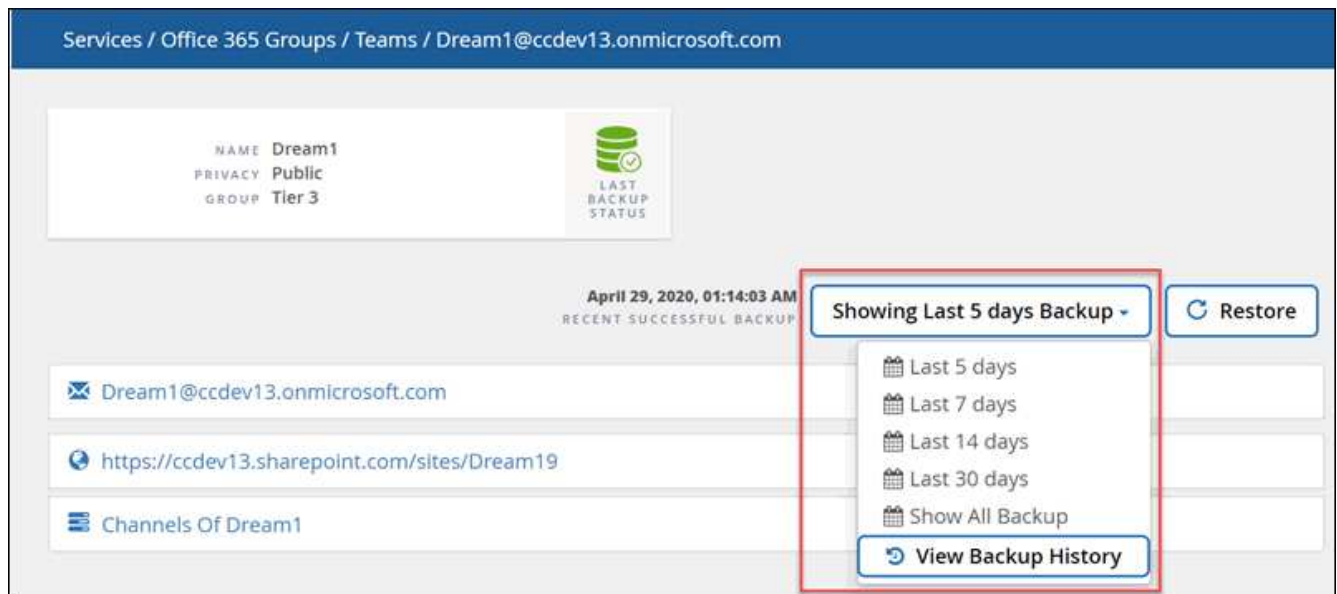 Services / Office 365 Groups / Teams / Dream1@ccdev13.onmicrosoft.com
NAME Dream1
PRIVACY Public
GROUP Tier 3
LAST
BACKUP
STATUS
April 29, 2020, 01:14:03 AM
RECENT SUCCESSFUL BACKUP
Showing Last 5 days Backup
Restore
Last 5 days
Last 7 days
Last 14 days
Last 30 days
Show All Backup
View Backup History
Dream1@ccdev13.onmicrosoft.com
https://ccdev13.sharepoint.com/sites/Dream19
Channels Of Dream1